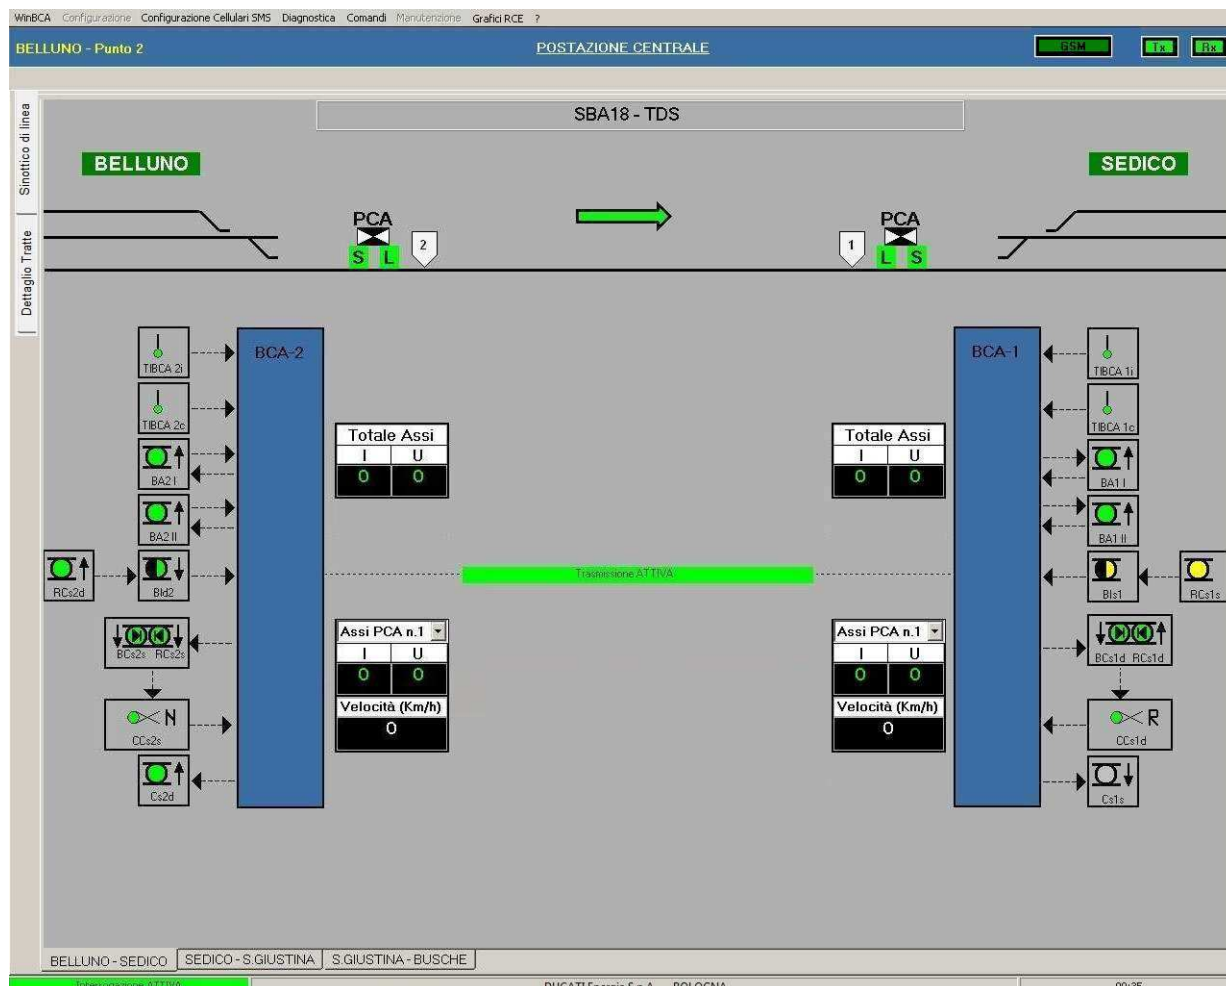 WinBCA Configurazione Configurazione Cellulari SMS Diagnostica Comandi Manutenzione Grafici RCE ?
BELLUNO - Punto 2 POSTAZIONE CENTRALE GSM Tx Rx
Sinottico di linea
Dettaglio Tratte
SBA18 - TDS
BELLUNO SEDICO
PCA PCA
S L 2 1 L S
BCA-2 BCA-1
TIBCA 2i TIBCA 1i
TIBCA 2c TIBCA 1c
Totale Assi Totale Assi
I U I U
0 0 0 0
BA2 I BA1 I
BA2 II BA1 II
Trasmissione ATTIVA
RCs2d BId2 BIs1 RCs1s
Assi PCA n.1 Assi PCA n.1
BCs2s RCs2s I U I U BCs1d RCs1d
0 0 0 0
Velocità (Km/h) Velocità (Km/h)
N 0 0 R
CCs2s CCs1d
Cs2d Cs1s
BELLUNO - SEDICO SEDICO - S.GIUSTINA S.GIUSTINA - BUSCHE
Interrogazione ATTIVA DUCATI Energia S.p.A. BOLOGNA 09:35